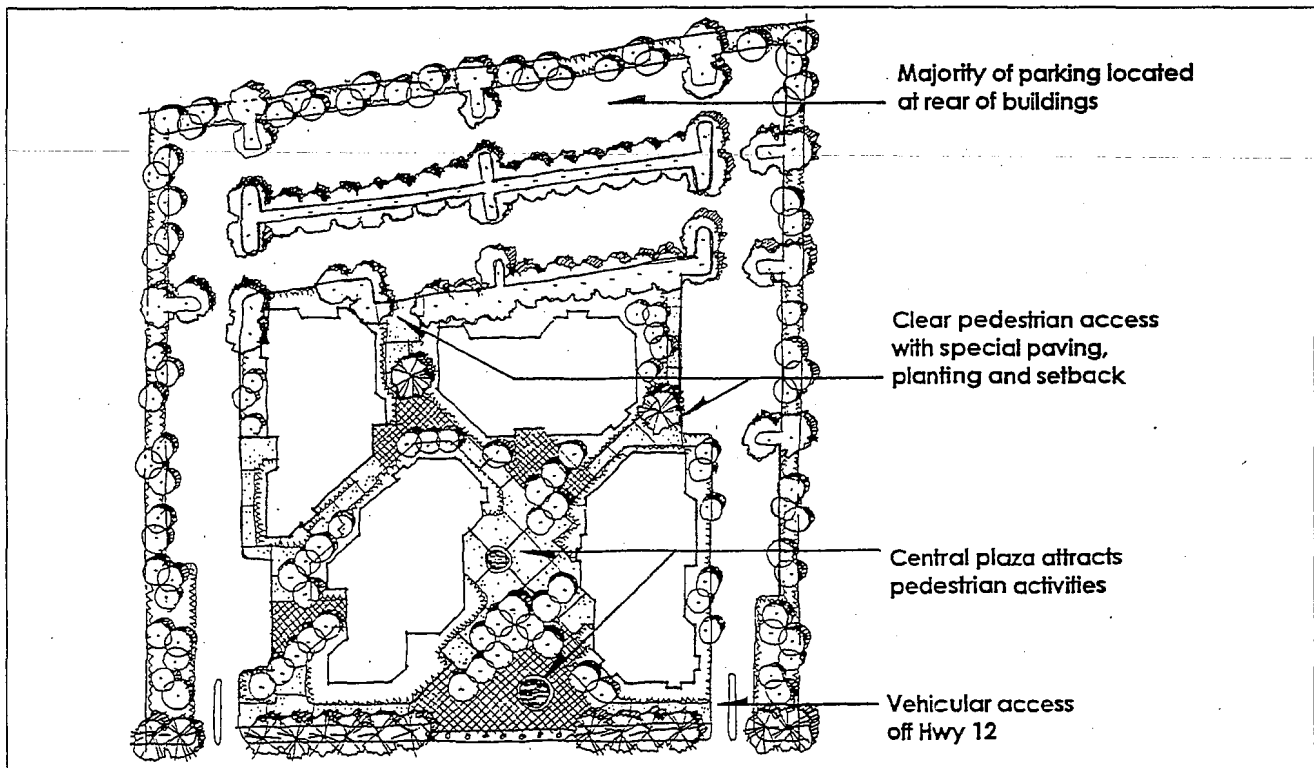 Majority of parking located
at rear of buildings
Clear pedestrian access
with special paving,
planting and setback
Central plaza attracts
pedestrian activities
Vehicular access
off Hwy 12